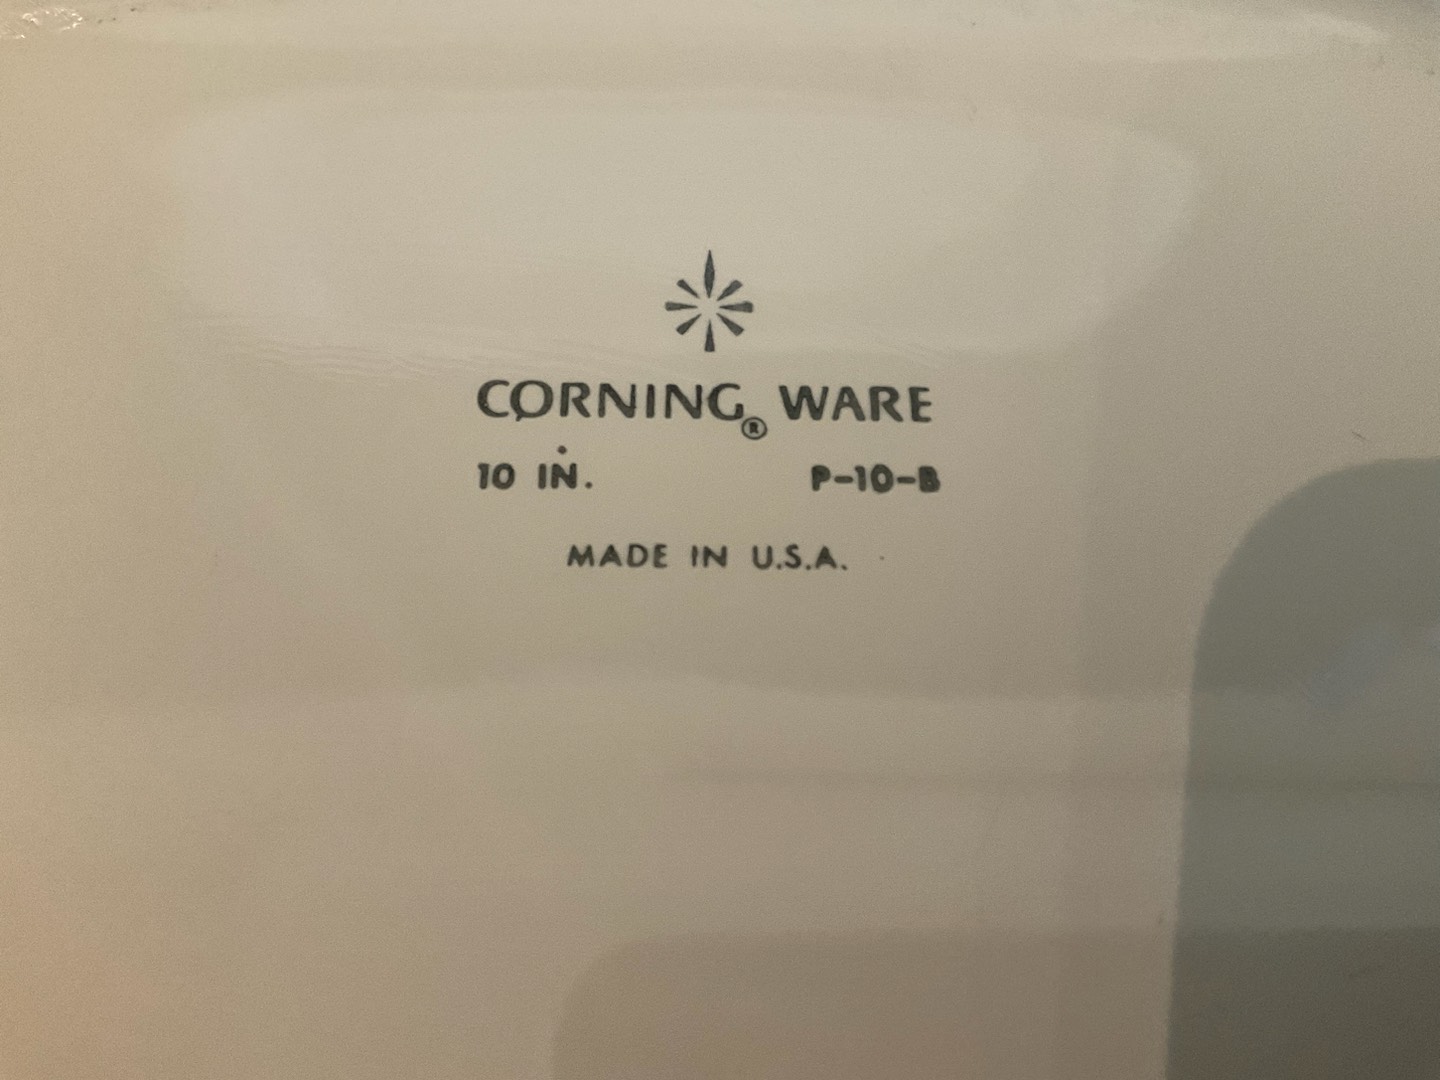 CORNING® WARE
10 IN. P-10-B
MADE IN U.S.A.